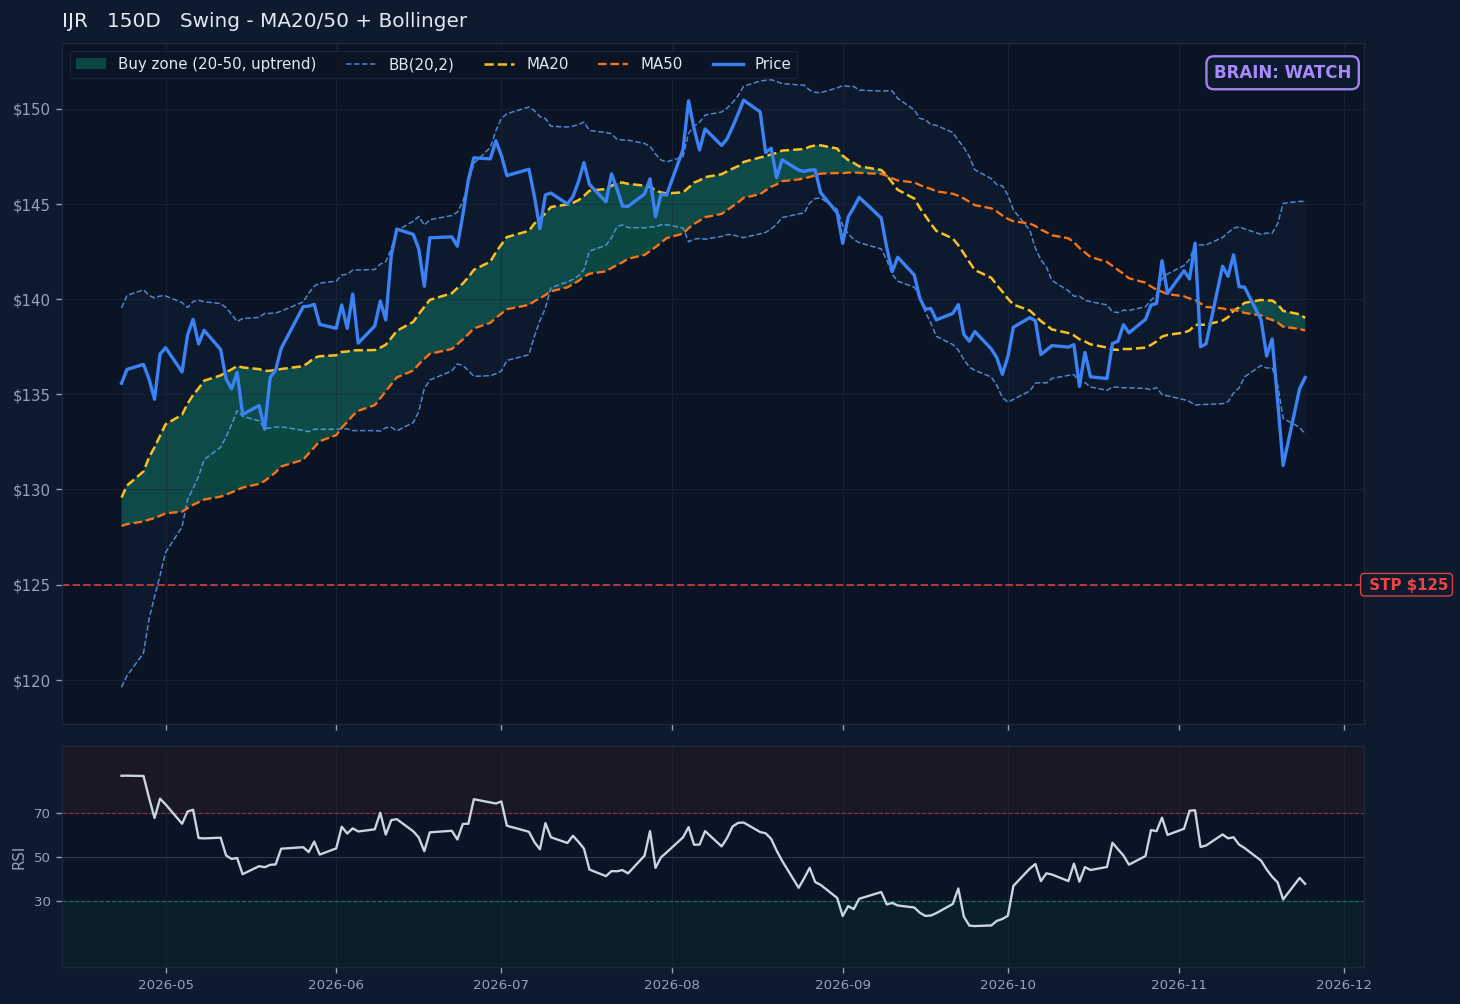 IJR   150D   Swing - MA20/50 + Bollinger
Buy zone (20-50, uptrend)   BB(20,2)   MA20   MA50   Price
BRAIN: WATCH
$150
$145
$140
$135
$130
$125
STP $125
$120
70
50
30
RSI
2026-05   2026-06   2026-07   2026-08   2026-09   2026-10   2026-11   2026-12